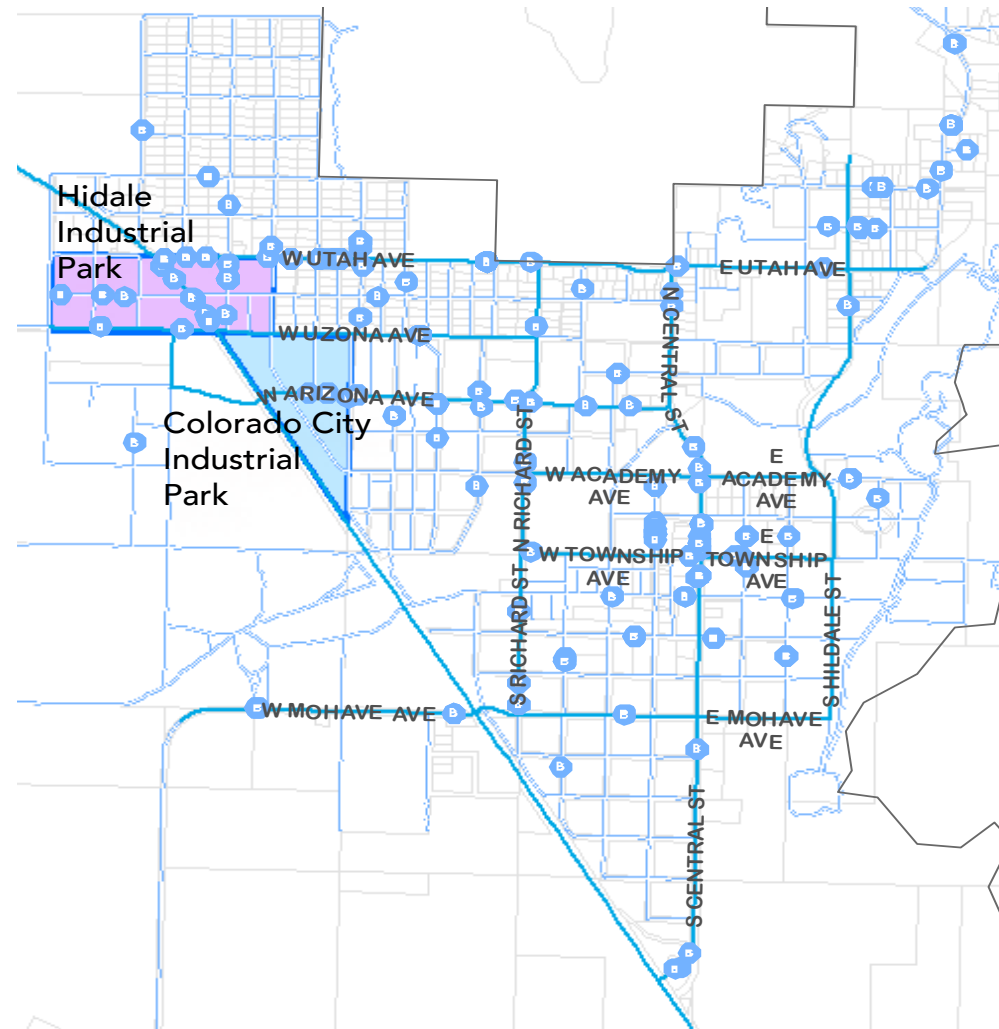 Hidale
Industrial
Park
W UTAH AVE
E UTAH AVE
W UZONA AVE
N CENTRAL ST
N ARIZONA AVE
Colorado City
Industrial
Park
N RICHARD ST
W ACADEMY
AVE
E
ACADEMY
AVE
W TOWNSHIP
AVE
E
TOWNSHIP
AVE
S RICHARD ST
S HILDALE ST
W MOHAVE AVE
E MOHAVE
AVE
S CENTRAL ST